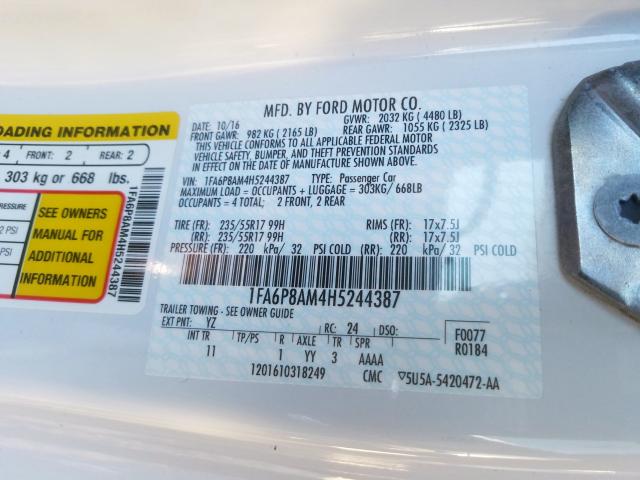 LOADING INFORMATION
4 FRONT: 2 REAR: 2
303 kg or 668 lbs.
PRESSURE
PSI
SEE OWNERS
MANUAL FOR
ADDITIONAL
INFORMATION
1FA6P8AM4H5244387
MFD. BY FORD MOTOR CO.
10/16 GVWR: 2032 KG ( 4480 LB)
FRONT GAWR: 982 KG ( 2165 LB) REAR GAWR: 1055 KG ( 2325 LB)
THIS VEHICLE CONFORMS TO ALL APPLICABLE FEDERAL MOTOR
VEHICLE SAFETY, BUMPER, AND THEFT PREVENTION STANDARDS IN
EFFECT ON THE DATE OF MANUFACTURE SHOWN ABOVE.
VIN: 1FA6P8AM4H5244387 TYPE: Passenger Car
MAXIMUM LOAD = OCCUPANTS + LUGGAGE = 303KG/ 668LB
OCCUPANTS = 4 TOTAL: 2 FRONT, 2 REAR
TIRE (FR): 235/55R17 99H RIMS (FR): 17x7.5J
(RR): 235/55R17 99H (RR): 17x7.5J
PRESSURE (FR): 220 kPa/ 32 PSI COLD (RR): 220 kPa/ 32 PSI COLD
1FA6P8AM4H5244387
TRAILER TOWING - SEE OWNER GUIDE
EXT PNT: YZ RC: 24 DSO: F0077
INT TR TP/PS R AXLE TR SPR R0184
11 1 YY 3 AAAA
1201610318249 CMC ▽5U5A-5420472-AA